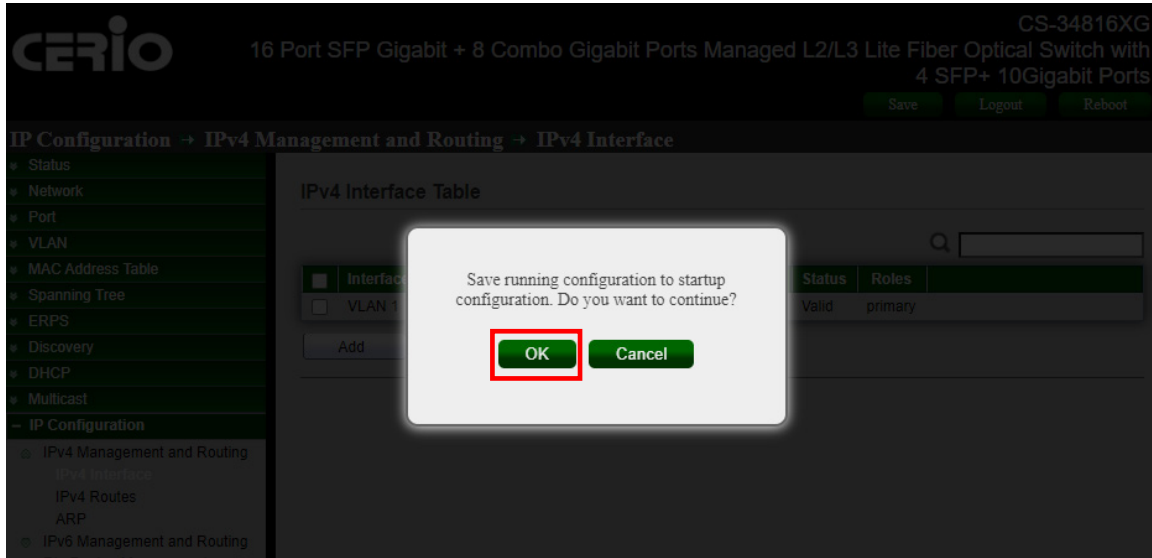 CERIO
CS-34816XG
16 Port SFP Gigabit + 8 Combo Gigabit Ports Managed L2/L3 Lite Fiber Optical Switch with
4 SFP+ 10Gigabit Ports
Save Logout Reboot
IP Configuration → IPv4 Management and Routing → IPv4 Interface
Status
Network
Port
VLAN
MAC Address Table
Spanning Tree
ERPS
Discovery
DHCP
Multicast
IP Configuration
IPv4 Management and Routing
IPv4 Interface
IPv4 Routes
ARP
IPv6 Management and Routing
IPv4 Interface Table
Interface Status Roles
VLAN 1 Valid primary
Add
Save running configuration to startup
configuration. Do you want to continue?
OK Cancel